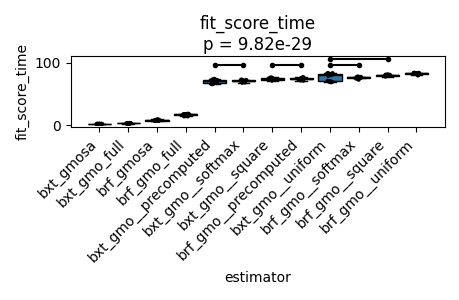 fit_score_time
p = 9.82e-29
fit_score_time
100
0
bxt_gmosa
bxt_gmo_full
brf_gmosa
brf_gmo_full
bxt_gmo__precomputed
bxt_gmo__softmax
bxt_gmo__square
brf_gmo__precomputed
bxt_gmo__uniform
brf_gmo__softmax
brf_gmo__square
brf_gmo__uniform
estimator